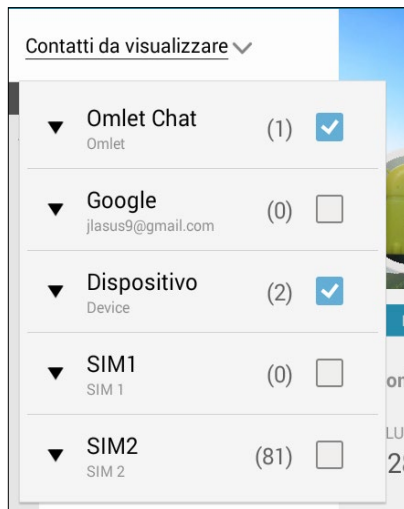 Contatti da visualizzare
Omlet Chat
Omlet
(1)
Google
jlasus9@gmail.com
(0)
Dispositivo
Device
(2)
SIM1
SIM 1
(0)
SIM2
SIM 2
(81)